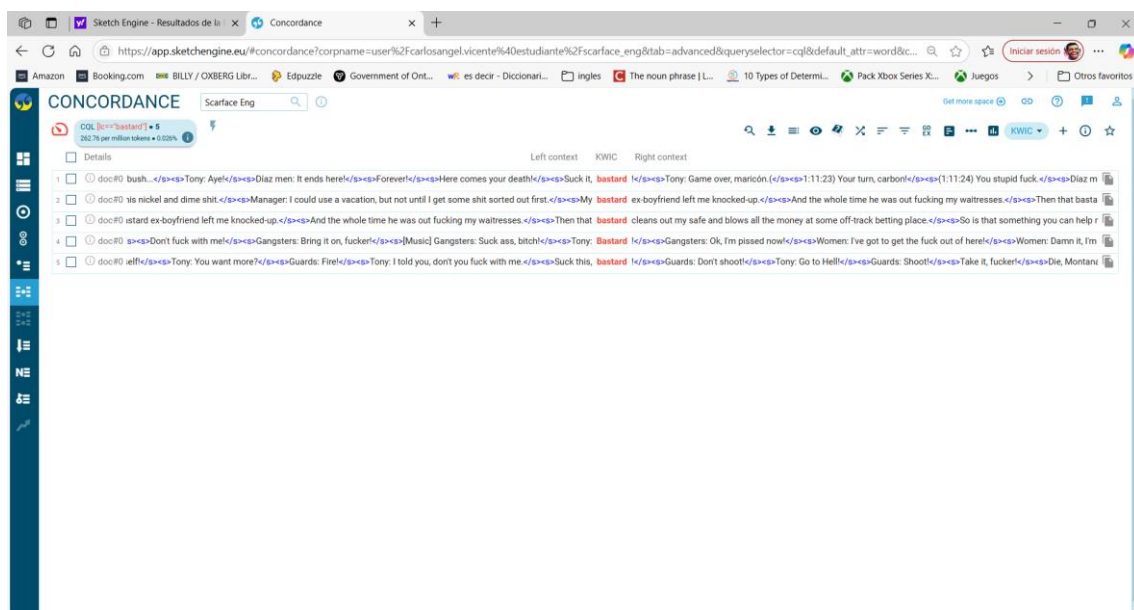 Sketch Engine - Resultados de la
Concordance
https://app.sketchengine.eu/#concordance?corpname=user%2Fcarlosangel.vicente%40estudiante%2Fscarface_eng&tab=advanced&queryselector=cql&default_attr=word&c...
Iniciar sesión
Amazon Booking.com BILLY / OXBERG Libr... Edpuzzle Government of Ont... es decir - Diccionari... ingles The noun phrase | L... 10 Types of Determi... Pack Xbox Series X:... Juegos Otros favoritos
CONCORDANCE Scarface Eng Get more space
CQL [lc=="bastard"] • 5
262.76 per million tokens • 0.026%
KWIC
Details Left context KWIC Right context
1 doc#0 bush...</s><s>Tony: Aye!</s><s>Díaz men: It ends here!</s><s>Forever!</s><s>Here comes your death!</s><s>Suck it, bastard !</s><s>Tony: Game over, maricón.(</s><s>1:11:23) Your turn, carbon!</s><s>(1:11:24) You stupid fuck.</s><s>Díaz m
2 doc#0 his nickel and dime shit.</s><s>Manager: I could use a vacation, but not until I get some shit sorted out first.</s><s>My bastard ex-boyfriend left me knocked-up.</s><s>And the whole time he was out fucking my waitresses.</s><s>Then that basta
3 doc#0 istard ex-boyfriend left me knocked-up.</s><s>And the whole time he was out fucking my waitresses.</s><s>Then that bastard cleans out my safe and blows all the money at some off-track betting place.</s><s>So is that something you can help r
4 doc#0 s><s>Don't fuck with me!</s><s>Gangsters: Bring it on, fucker!</s><s>[Music] Gangsters: Suck ass, bitch!</s><s>Tony: Bastard !</s><s>Gangsters: Ok, I'm pissed now!</s><s>Women: I've got to get the fuck out of here!</s><s>Women: Damn it, I'm
5 doc#0 elf!</s><s>Tony: You want more?</s><s>Guards: Fire!</s><s>Tony: I told you, don't you fuck with me.</s><s>Suck this, bastard !</s><s>Guards: Don't shoot!</s><s>Tony: Go to Hell!</s><s>Guards: Shoot!</s><s>Take it, fucker!</s><s>Die, Montana